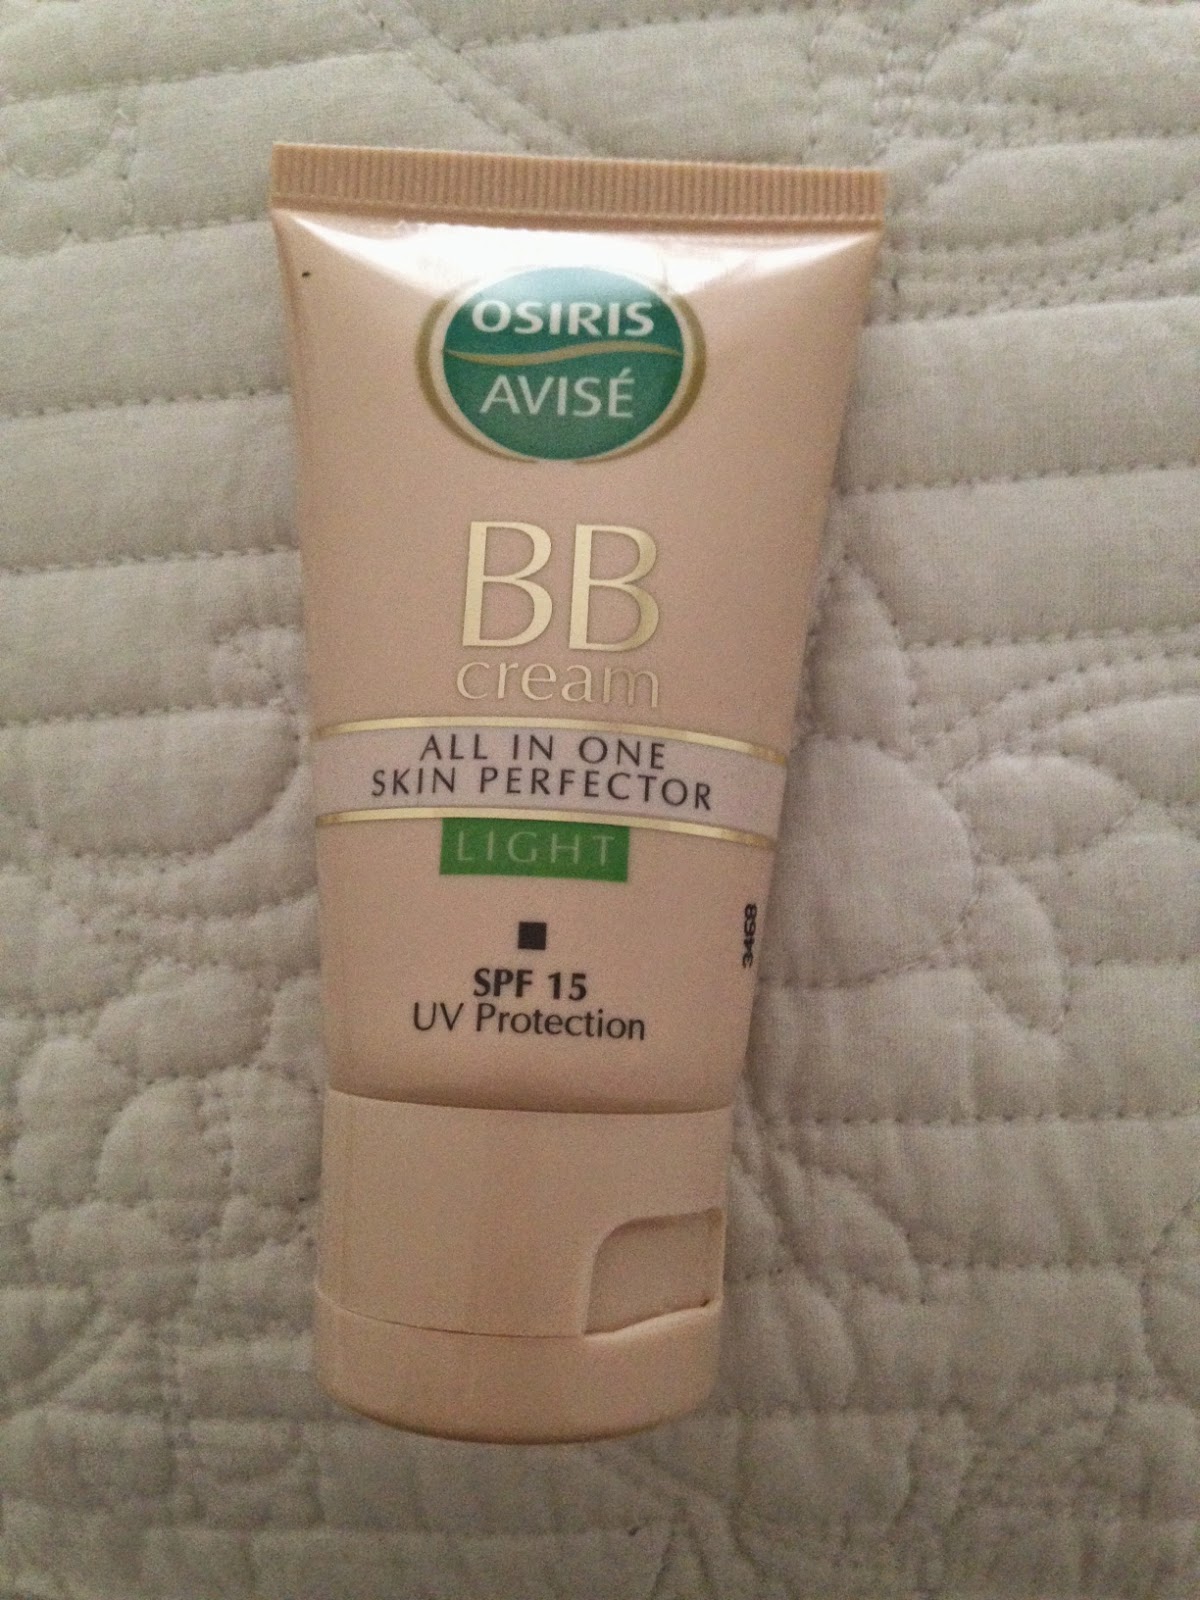 OSIRIS
AVISÉ
BB
cream
ALL IN ONE
SKIN PERFECTOR
LIGHT
3468
SPF 15
UV Protection